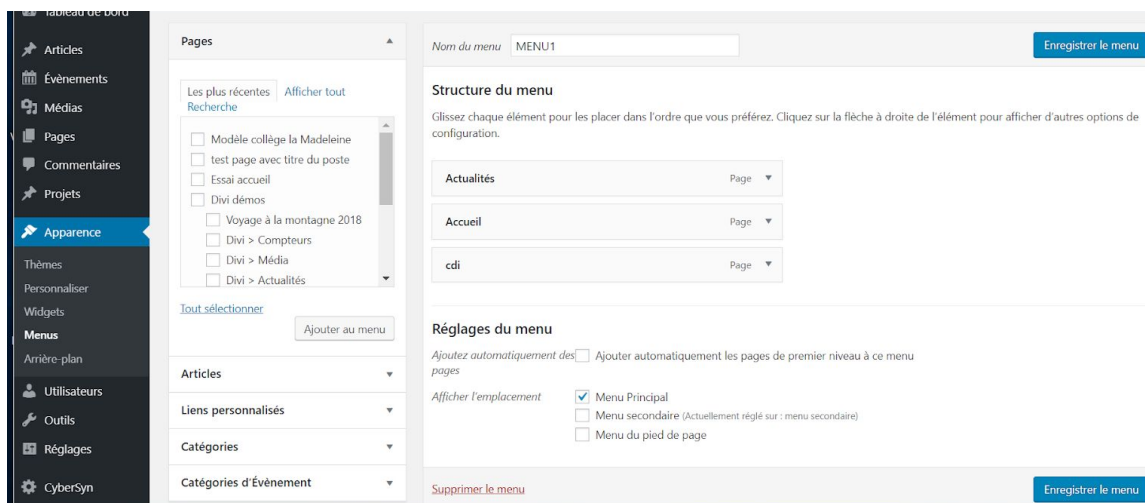 Tableau de bord
Articles
Évènements
Médias
Pages
Commentaires
Projets
Apparence
Thèmes
Personnaliser
Widgets
Menus
Arrière-plan
Utilisateurs
Outils
Réglages
CyberSyn
Pages
Les plus récentes Afficher tout
Recherche
Modèle collège la Madeleine
test page avec titre du poste
Essai accueil
Divi démos
Voyage à la montagne 2018
Divi > Compteurs
Divi > Média
Divi > Actualités
Tout sélectionner
Ajouter au menu
Articles
Liens personnalisés
Catégories
Catégories d'Évènement
Nom du menu MENU1
Enregistrer le menu
Structure du menu
Glissez chaque élément pour les placer dans l'ordre que vous préférez. Cliquez sur la flèche à droite de l'élément pour afficher d'autres options de
configuration.
Actualités Page
Accueil Page
cdi Page
Réglages du menu
Ajoutez automatiquement des Ajouter automatiquement les pages de premier niveau à ce menu
pages
Afficher l'emplacement Menu Principal
Menu secondaire (Actuellement réglé sur : menu secondaire)
Menu du pied de page
Supprimer le menu
Enregistrer le menu